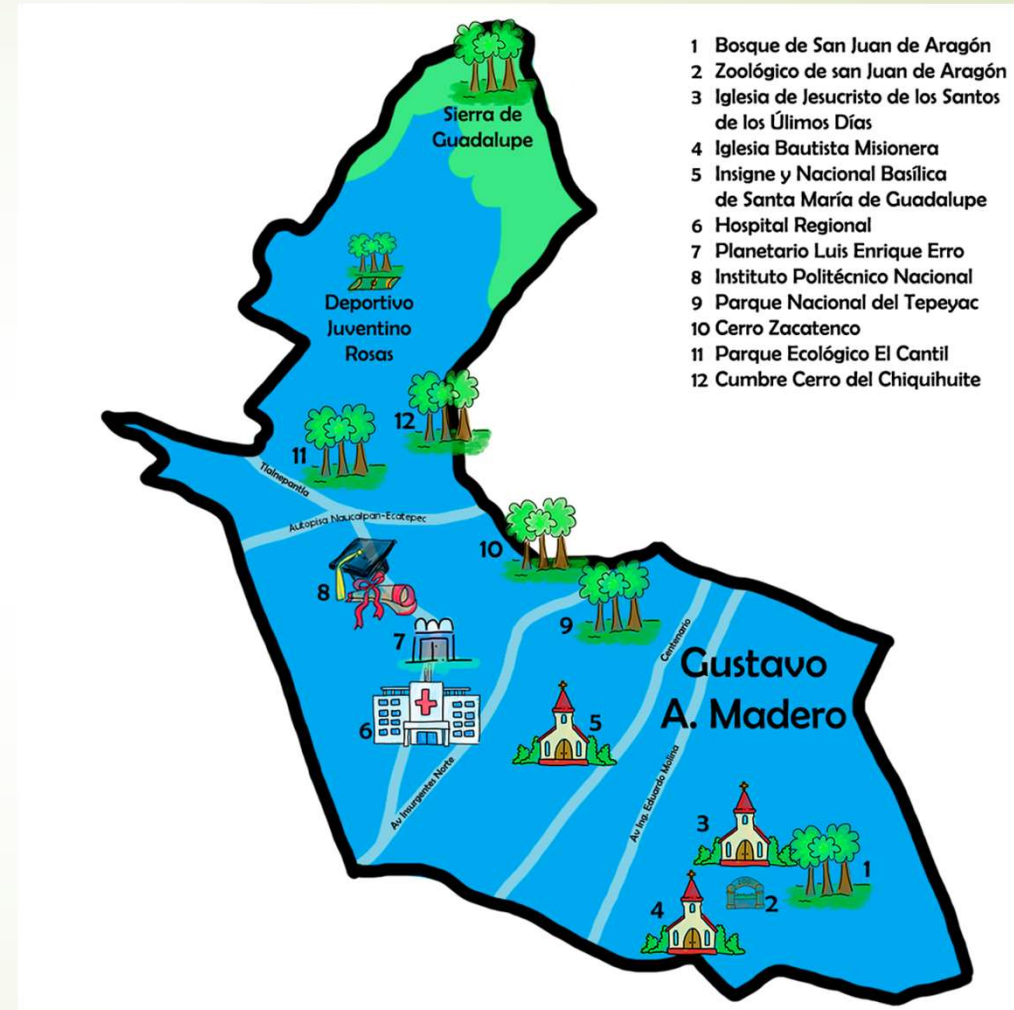 1 Bosque de San Juan de Aragón
2 Zoológico de san Juan de Aragón
3 Iglesia de Jesucristo de los Santos
de los Úlimos Días
4 Iglesia Bautista Misionera
5 Insigne y Nacional Basílica
de Santa María de Guadalupe
6 Hospital Regional
7 Planetario Luis Enrique Erro
8 Instituto Politécnico Nacional
9 Parque Nacional del Tepeyac
10 Cerro Zacatenco
11 Parque Ecológico El Cantil
12 Cumbre Cerro del Chiquihuite
Sierra de
Guadalupe
Deportivo
Juventino
Rosas
12
11
Tlalnepantla
Autopisa Naucalpan-Ecatepec
10
8
9
7
Centenario
Gustavo
A. Madero
6
5
Av Insurgentes Norte
Av Ing. Eduardo Molina
3
1
2
4